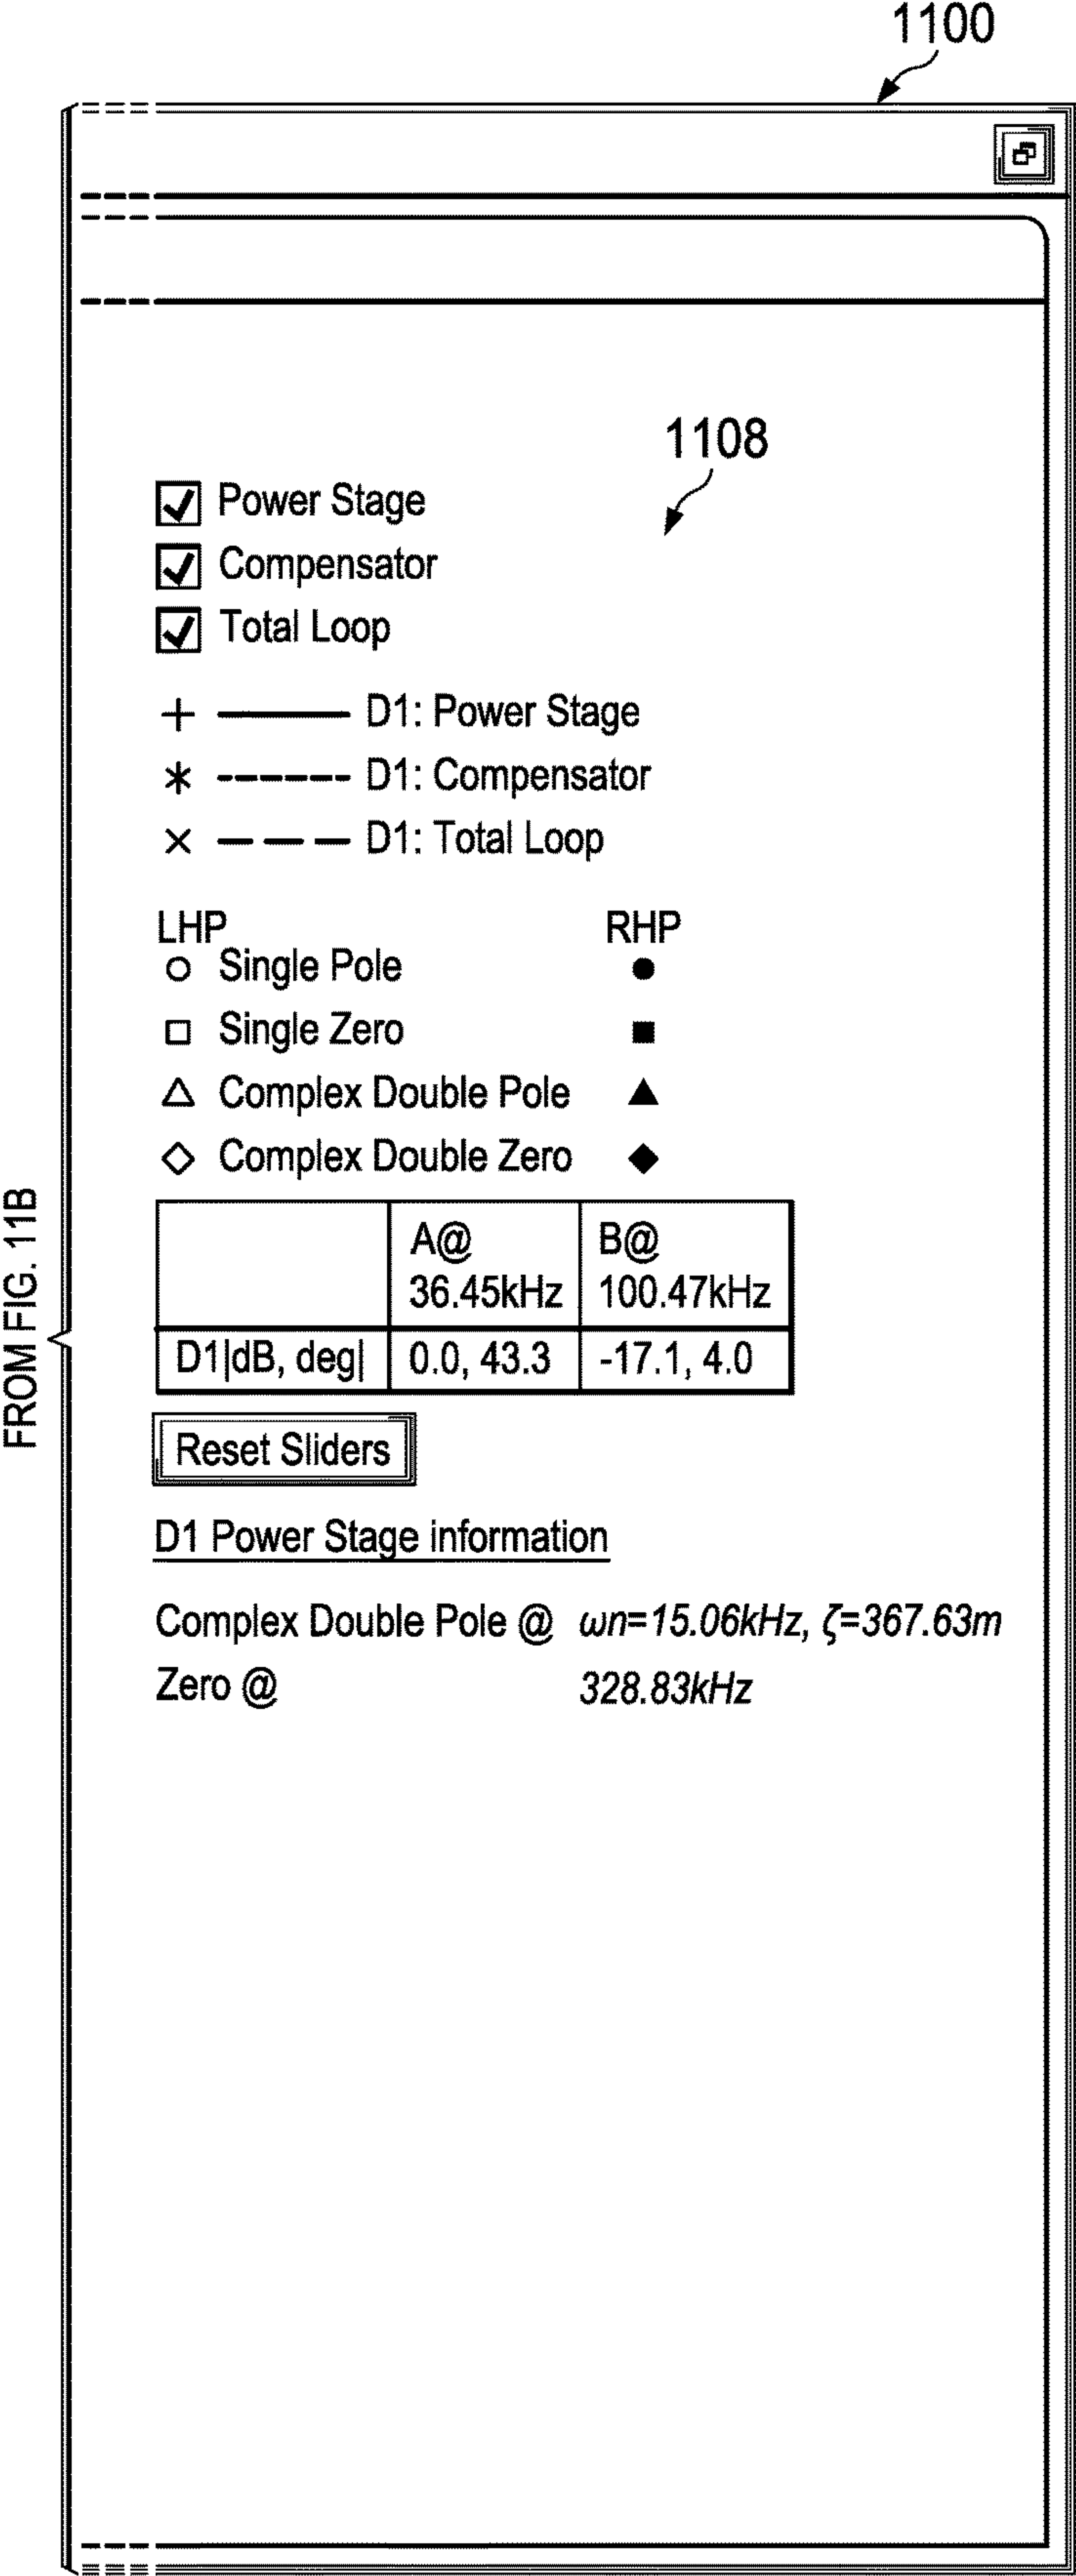 1100
1108
Power Stage
Compensator
Total Loop
D1: Power Stage
D1: Compensator
D1: Total Loop
LHP RHP
Single Pole
Single Zero
Complex Double Pole
Complex Double Zero
A@ B@
36.45kHz 100.47kHz
D1|dB, deg| 0.0, 43.3 -17.1, 4.0
Reset Sliders
D1 Power Stage information
Complex Double Pole @ ωn=15.06kHz, ζ=367.63m
Zero @ 328.83kHz
FROM FIG. 11B